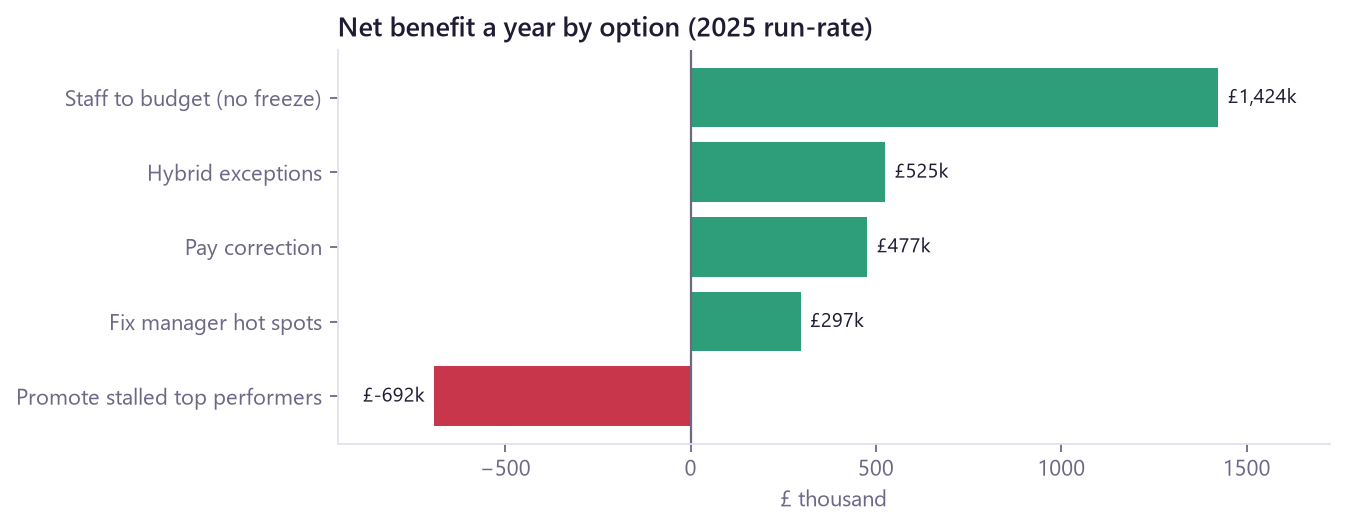 Net benefit a year by option (2025 run-rate)
Staff to budget (no freeze)
£1,424k
Hybrid exceptions
£525k
Pay correction
£477k
Fix manager hot spots
£297k
Promote stalled top performers
£-692k
−500
0
500
1000
1500
£ thousand